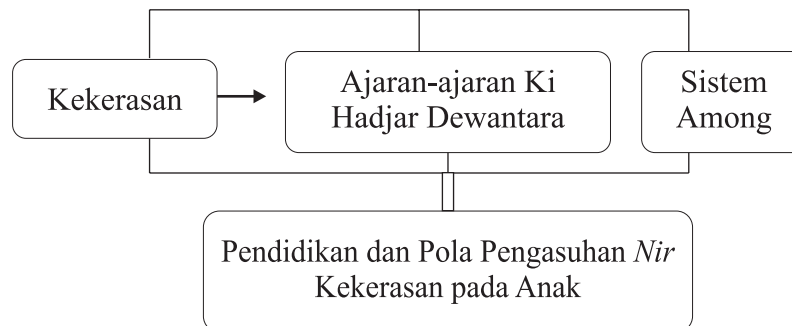 Kekerasan
Ajaran-ajaran Ki
Hadjar Dewantara
Sistem
Among
Pendidikan dan Pola Pengasuhan Nir
Kekerasan pada Anak